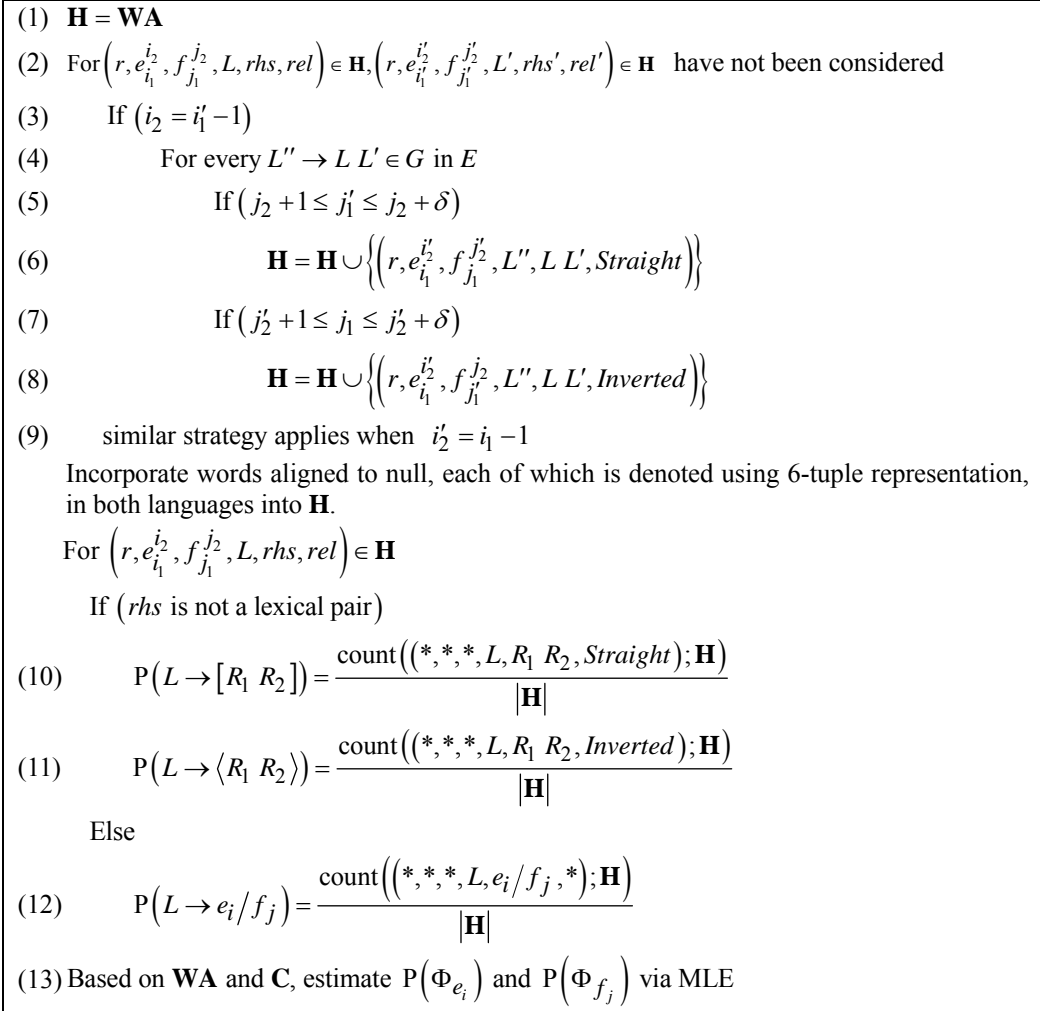 (1) H = WA
(2) For (r, e_{i_1}^{i_2}, f_{j_1}^{j_2}, L, rhs, rel) ∈ H, (r, e_{i'_1}^{i'_2}, f_{j'_1}^{j'_2}, L', rhs', rel') ∈ H have not been considered
(3) If (i_2 = i'_1 − 1)
(4) For every L'' → L L' ∈ G in E
(5) If (j_2 + 1 ≤ j'_1 ≤ j_2 + δ)
(6) H = H ∪ {(r, e_{i_1}^{i'_2}, f_{j_1}^{j'_2}, L'', L L', Straight)}
(7) If (j'_2 + 1 ≤ j_1 ≤ j'_2 + δ)
(8) H = H ∪ {(r, e_{i_1}^{i'_2}, f_{j'_1}^{j_2}, L'', L L', Inverted)}
(9) similar strategy applies when i'_2 = i_1 − 1
Incorporate words aligned to null, each of which is denoted using 6-tuple representation,
in both languages into H.
For (r, e_{i_1}^{i_2}, f_{j_1}^{j_2}, L, rhs, rel) ∈ H
If (rhs is not a lexical pair)
(10) P(L → [R_1 R_2]) = count((*,*,*, L, R_1 R_2, Straight); H) / |H|
(11) P(L → ⟨R_1 R_2⟩) = count((*,*,*, L, R_1 R_2, Inverted); H) / |H|
Else
(12) P(L → e_i/f_j) = count((*,*,*, L, e_i/f_j, *); H) / |H|
(13) Based on WA and C, estimate P(Φ_{e_i}) and P(Φ_{f_j}) via MLE